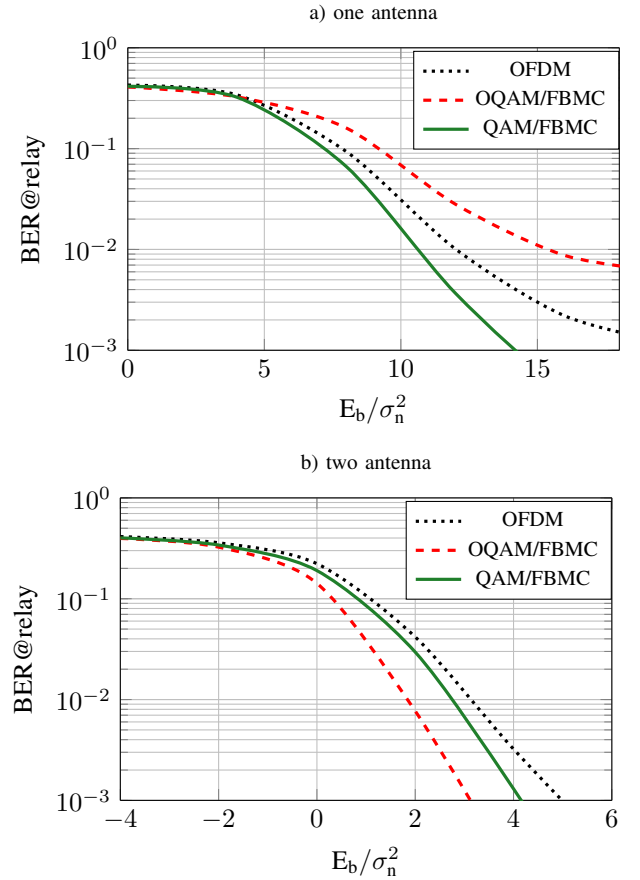 a) one antenna
10^0
10^−1
10^−2
10^−3
BER@relay
OFDM
OQAM/FBMC
QAM/FBMC
0 5 10 15
E_b/σ_n^2
b) two antenna
10^0
10^−1
10^−2
10^−3
BER@relay
OFDM
OQAM/FBMC
QAM/FBMC
−4 −2 0 2 4 6
E_b/σ_n^2